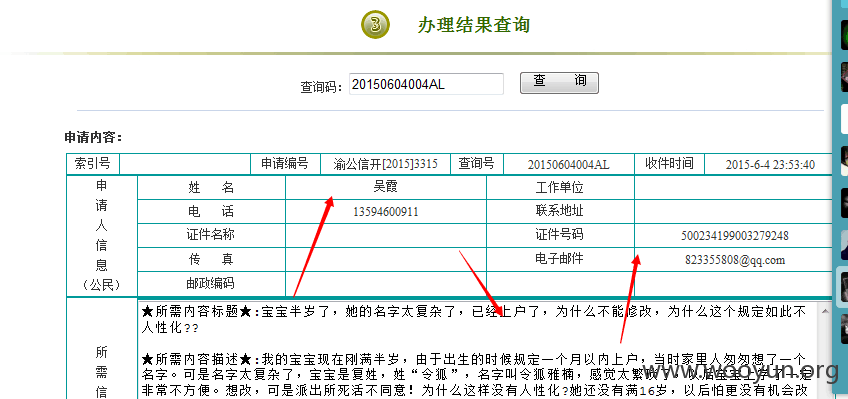 3 办理结果查询
查询码: 20150604004AL 查 询
申请内容:
索引号 申请编号 渝公信开[2015]3315 查询号 20150604004AL 收件时间 2015-6-4 23:53:40
申请人信息(公民)
姓 名 吴霞 工作单位
电 话 13594600911 联系地址
证件名称 证件号码 500234199003279248
传 真 电子邮件 823355808@qq.com
邮政编码
所需信
★所需内容标题★:宝宝半岁了,她的名字太复杂了,已经上户了,为什么不能修改,为什么这个规定如此不
人性化??
★所需内容描述★:我的宝宝现在刚满半岁,由于出生的时候规定一个月以内上户,当时家里人匆匆想了一个
名字。可是名字太复杂了,宝宝是复姓,姓“令狐”,名字叫令狐雅楠,感觉太繁
非常不方便。想改,可是派出所死活不同意!为什么这样没有人性化?她还没有满16岁,以后怕更没有机会改
www.wooyun.org